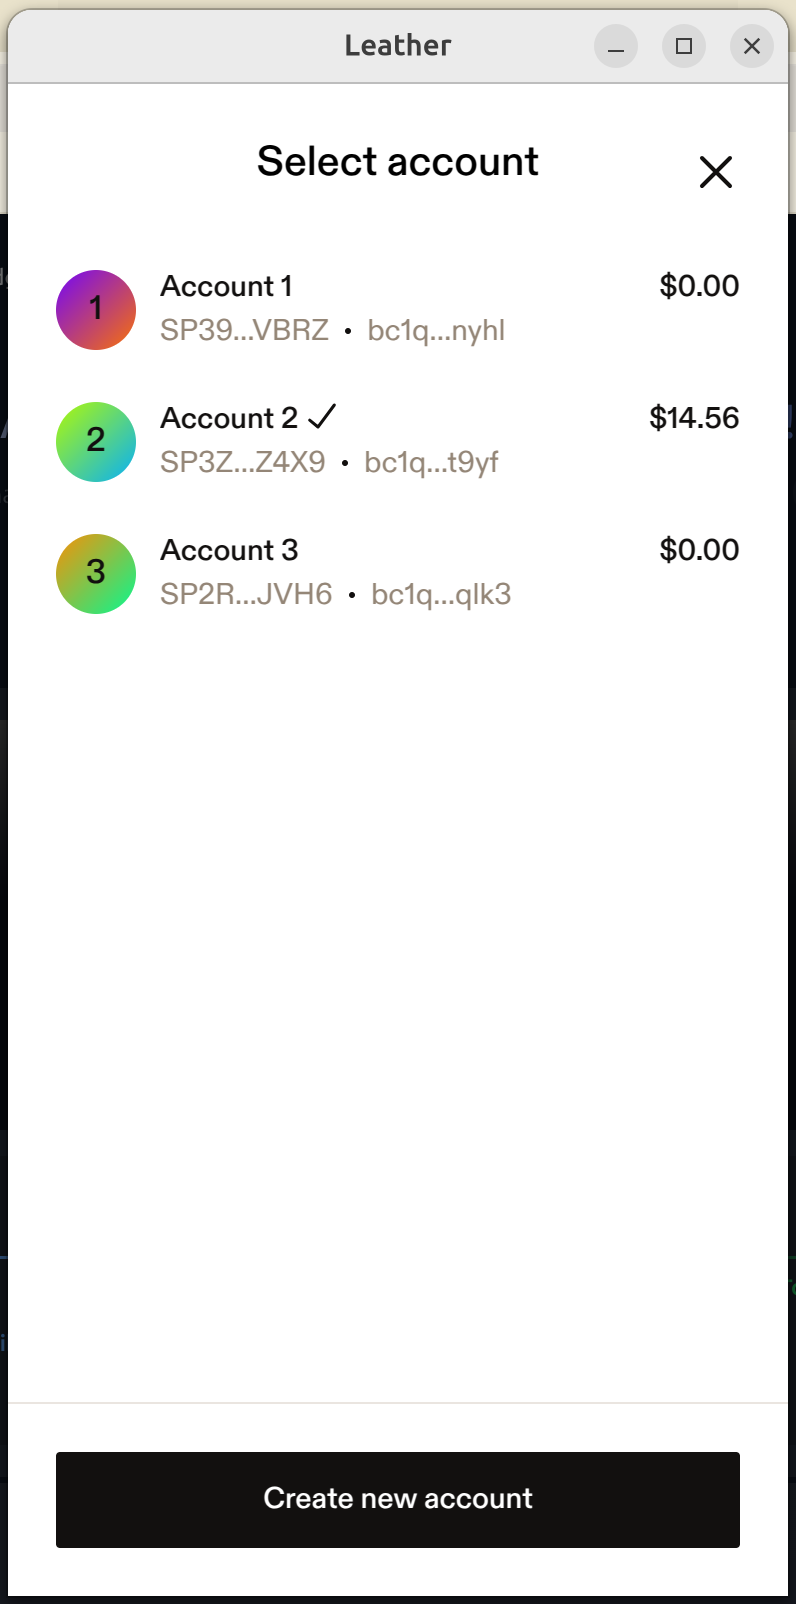 Leather
Select account
1
Account 1
$0.00
SP39...VBRZ • bc1q...nyhl
2
Account 2 ✓
$14.56
SP3Z...Z4X9 • bc1q...t9yf
3
Account 3
$0.00
SP2R...JVH6 • bc1q...qlk3
Create new account